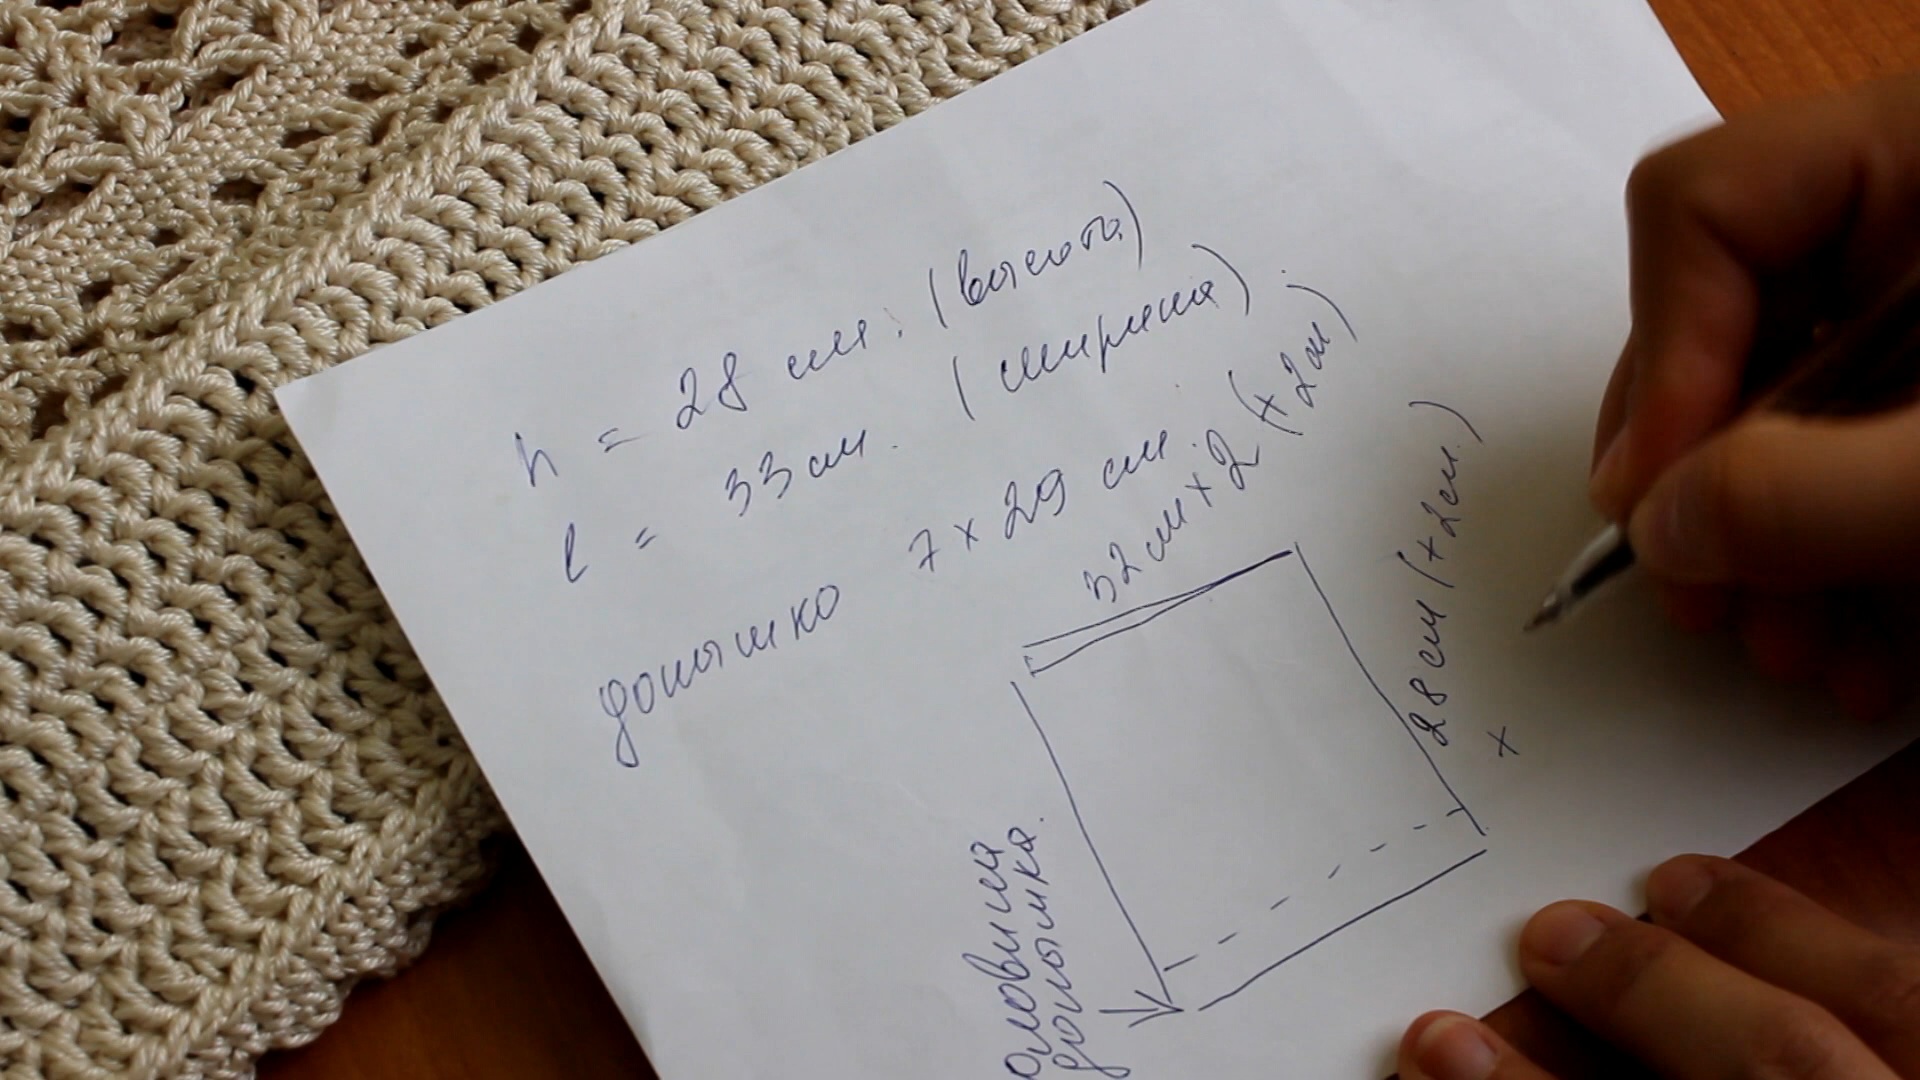 h = 28 см. (высота)
l = 33 см. (ширина)
донышко 7 х 29 см.
32 см х 2 (+ 2 см)
28 см (+ 2 см.)
+
половина
донышка.